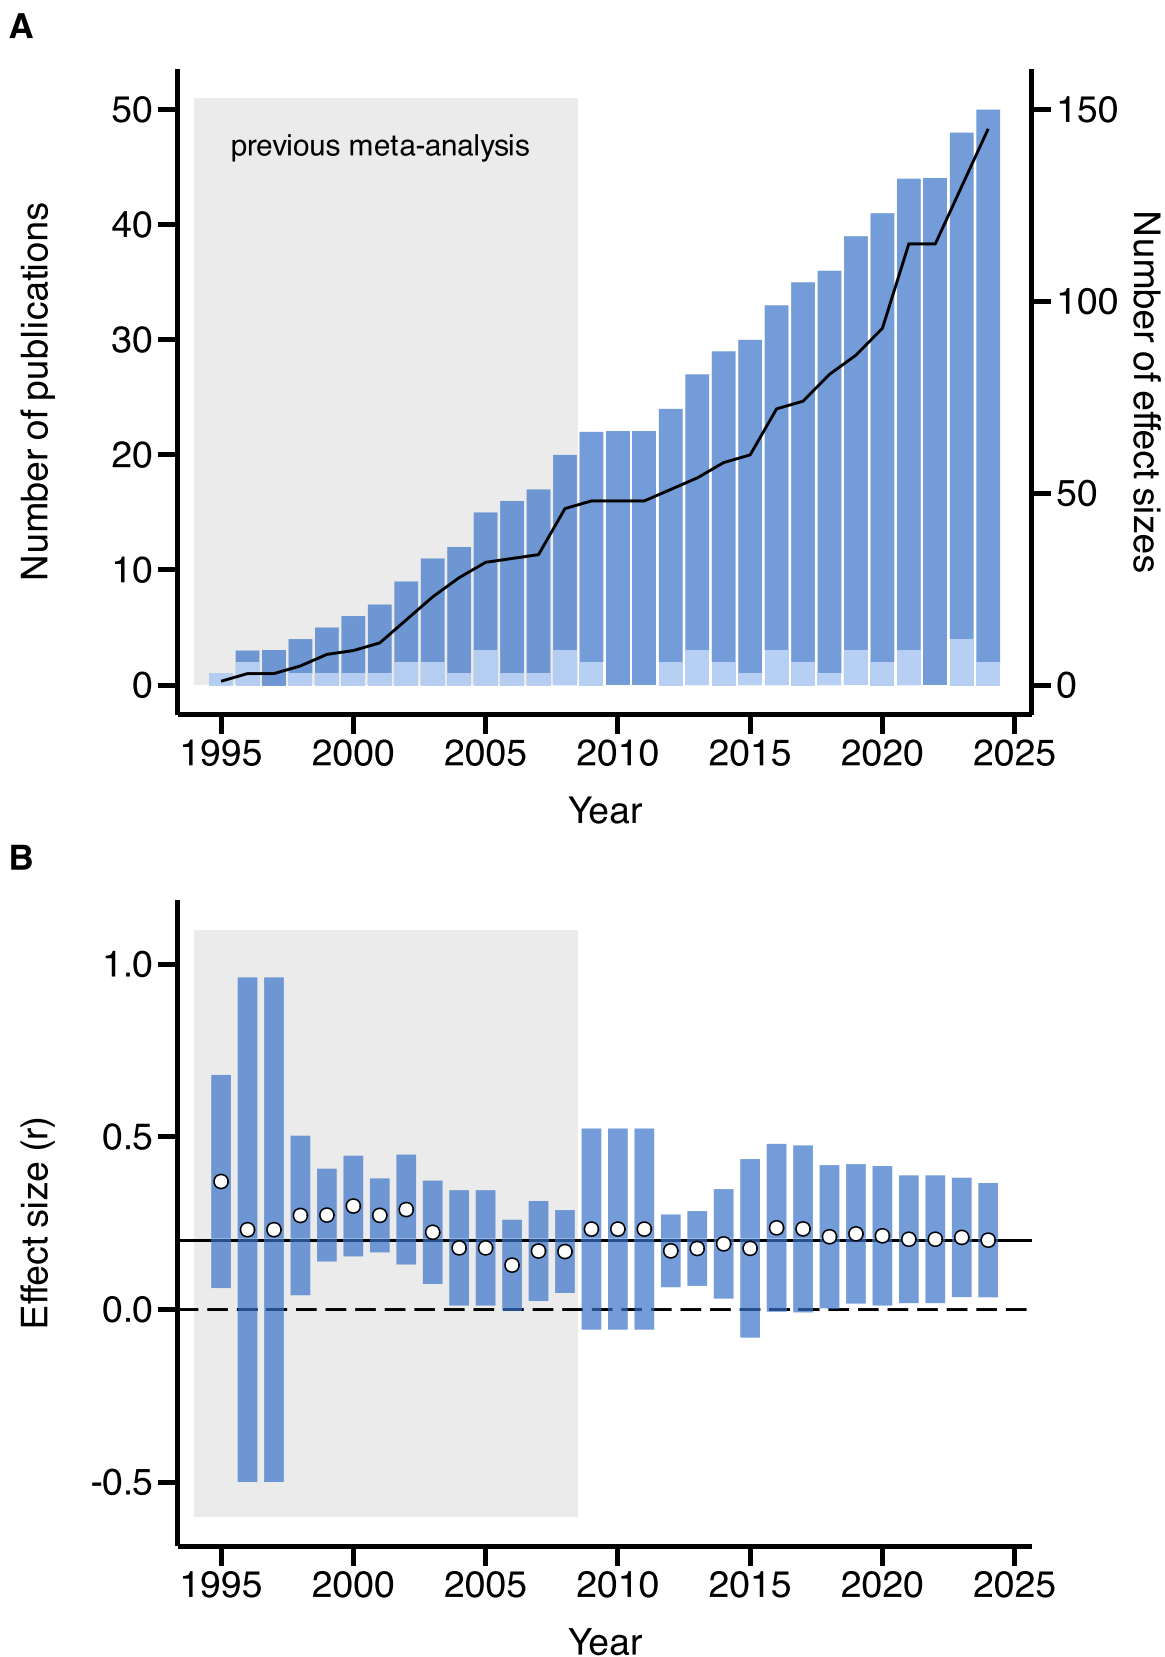 A
previous meta-analysis
50
40
30
20
10
0
Number of publications
150
100
50
0
Number of effect sizes
1995 2000 2005 2010 2015 2020 2025
Year
B
1.0
0.5
0.0
-0.5
Effect size (r)
1995 2000 2005 2010 2015 2020 2025
Year